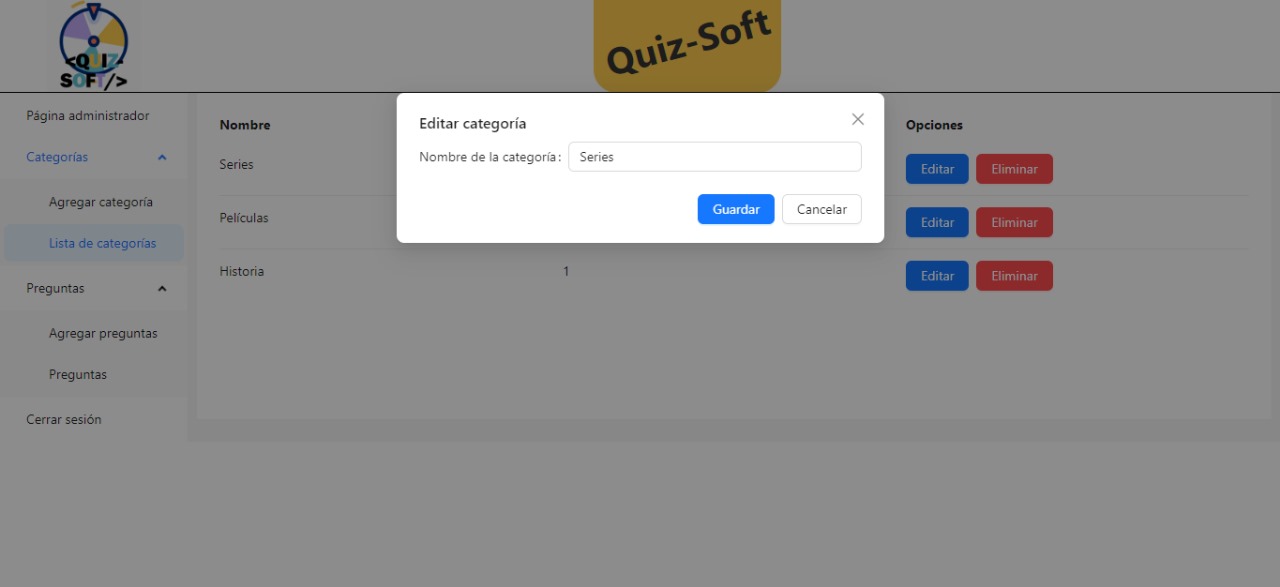 <QUIZ-
SOFT/>
Quiz-Soft
Página administrador
Categorías
Agregar categoría
Lista de categorías
Preguntas
Agregar preguntas
Preguntas
Cerrar sesión
Nombre Opciones
Series Editar Eliminar
Películas Editar Eliminar
Historia 1 Editar Eliminar
Editar categoría
Nombre de la categoría: Series
Guardar Cancelar